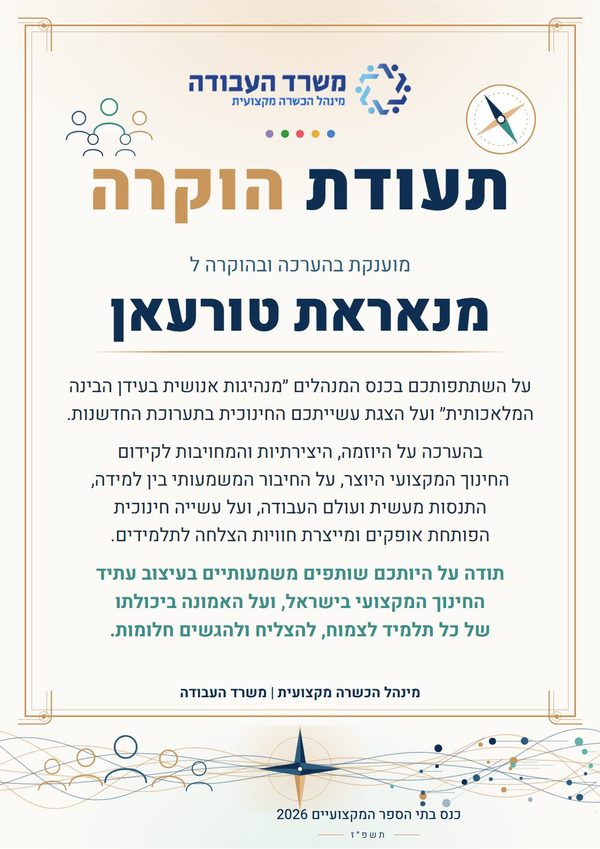 משרד העבודה
מינהל הכשרה מקצועית
תעודת הוקרה
מוענקת בהערכה ובהוקרה ל
מנאראת טורעאן
על השתתפותכם בכנס המנהלים "מנהיגות אנושית בעידן הבינה
המלאכותית" ועל הצגת עשייתכם החינוכית בתערוכת החדשנות.
בהערכה על היוזמה, היצירתיות והמחויבות לקידום
החינוך המקצועי היוצר, על החיבור המשמעותי בין למידה,
התנסות מעשית ועולם העבודה, ועל עשייה חינוכית
הפותחת אופקים ומייצרת חוויות הצלחה לתלמידים.
תודה על היותכם שותפים משמעותיים בעיצוב עתיד
החינוך המקצועי בישראל, ועל האמונה ביכולתו
של כל תלמיד לצמוח, להצליח ולהגשים חלומות.
מינהל הכשרה מקצועית | משרד העבודה
כנס בתי הספר המקצועיים 2026
תשפ"ז